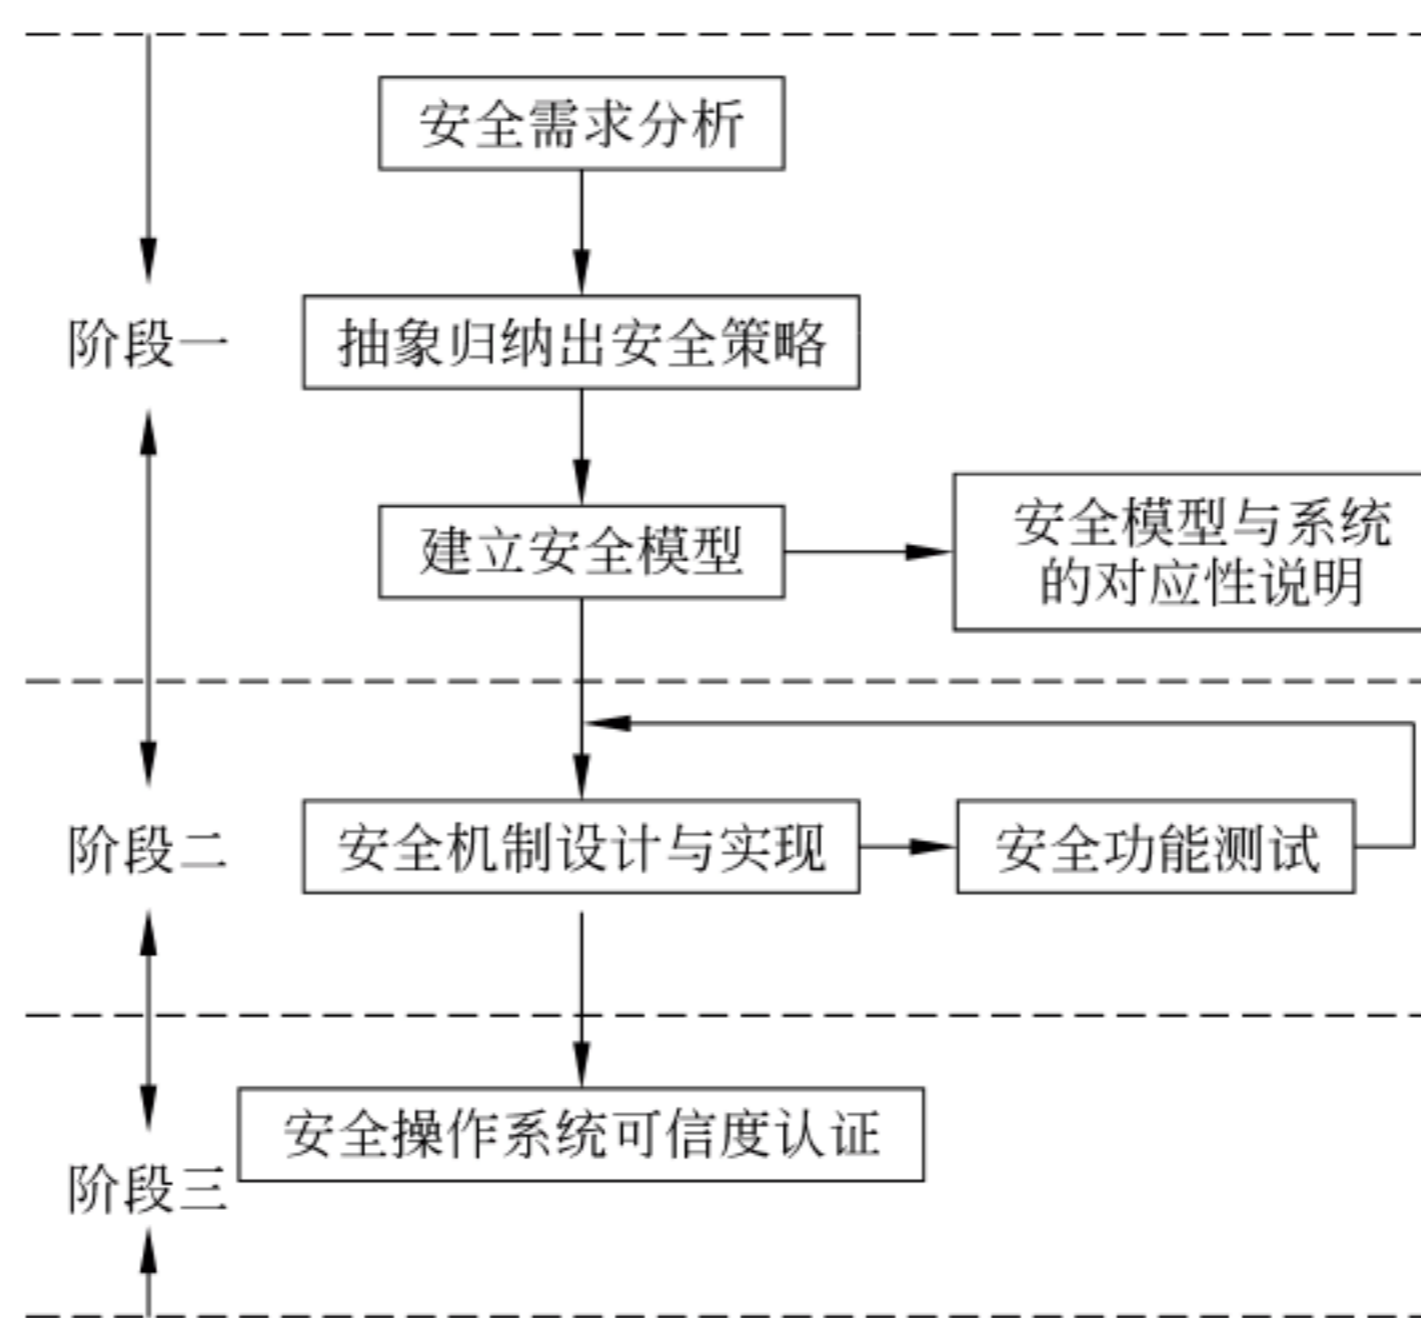 安全需求分析
阶段一
抽象归纳出安全策略
建立安全模型
安全模型与系统
的对应性说明
阶段二
安全机制设计与实现
安全功能测试
安全操作系统可信度认证
阶段三